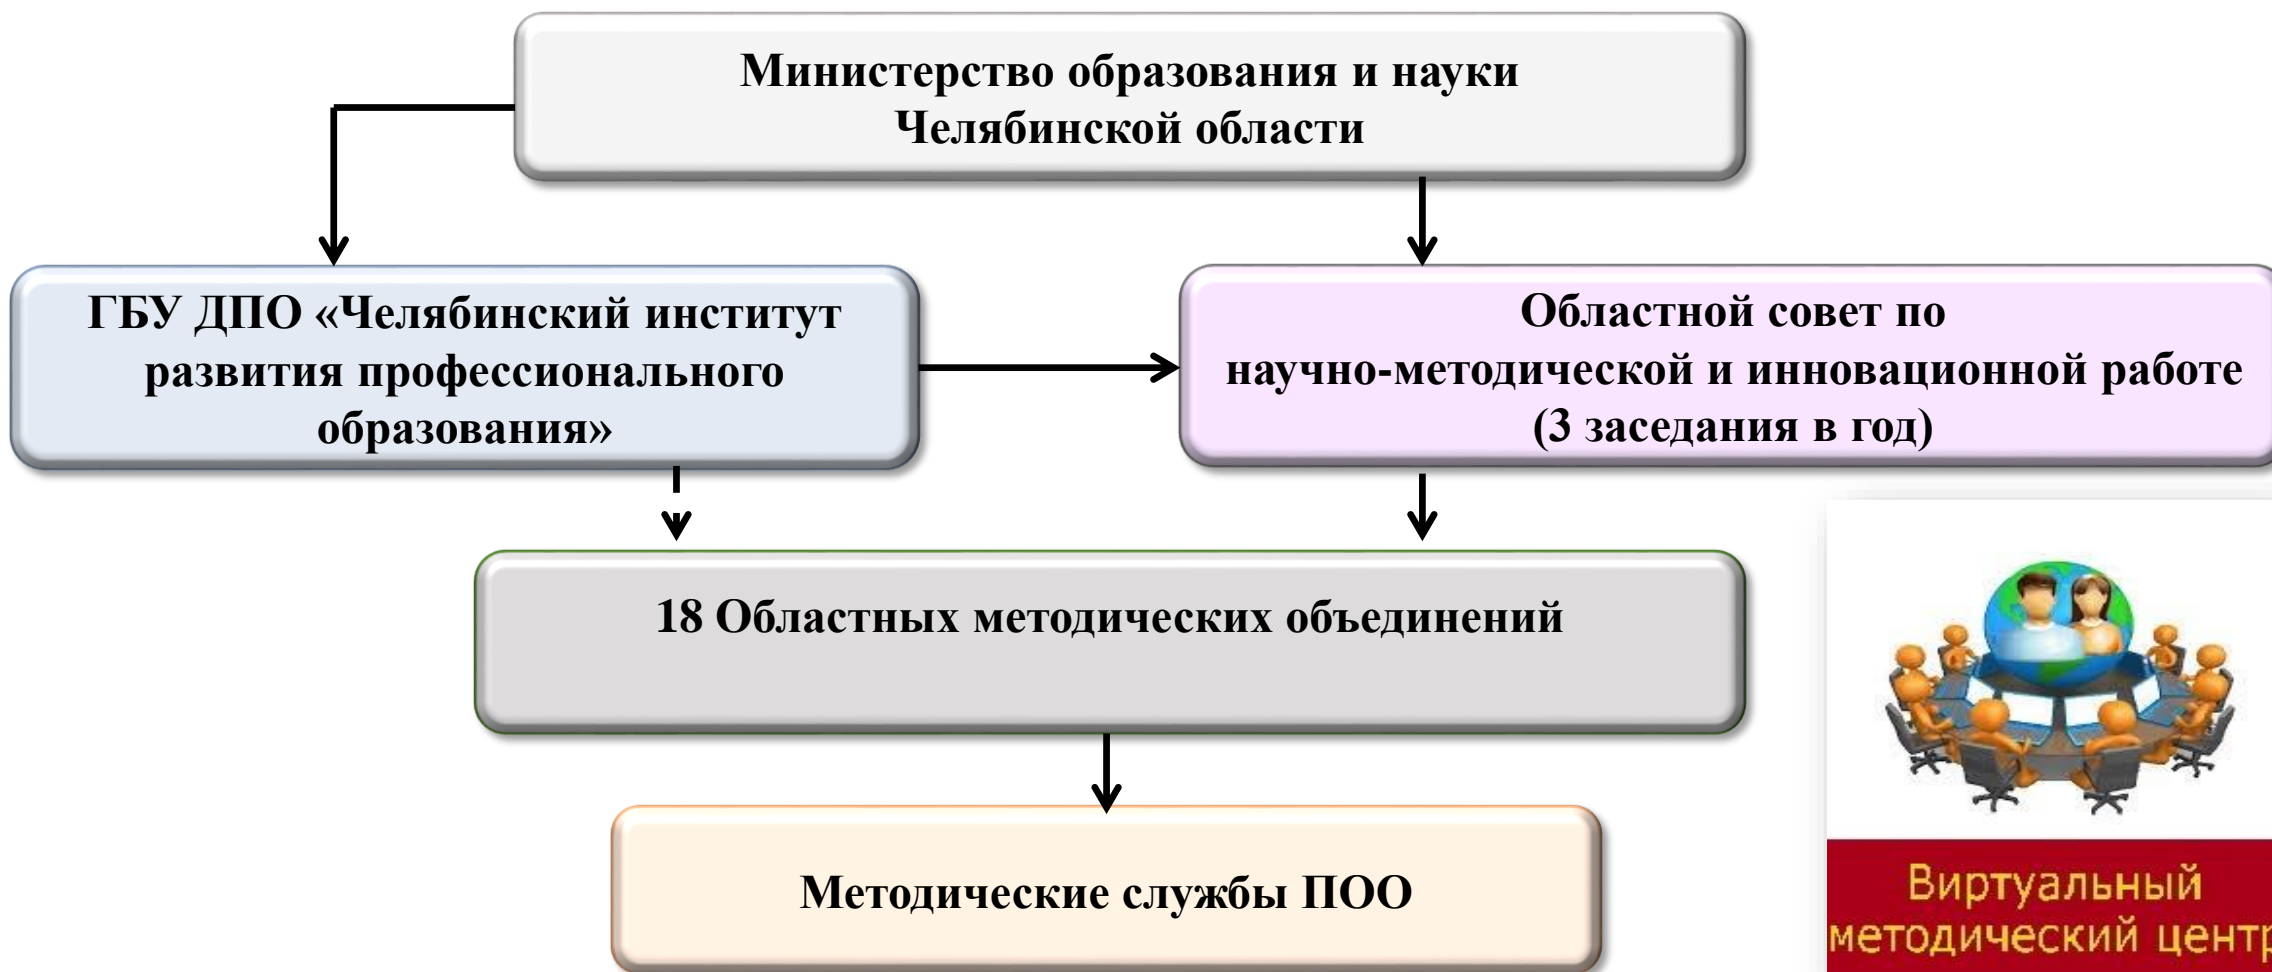 Министерство образования и науки
Челябинской области
ГБУ ДПО «Челябинский институт
развития профессионального
образования»
Областной совет по
научно-методической и инновационной работе
(3 заседания в год)
18 Областных методических объединений
Методические службы ПОО
Виртуальный
методический центр